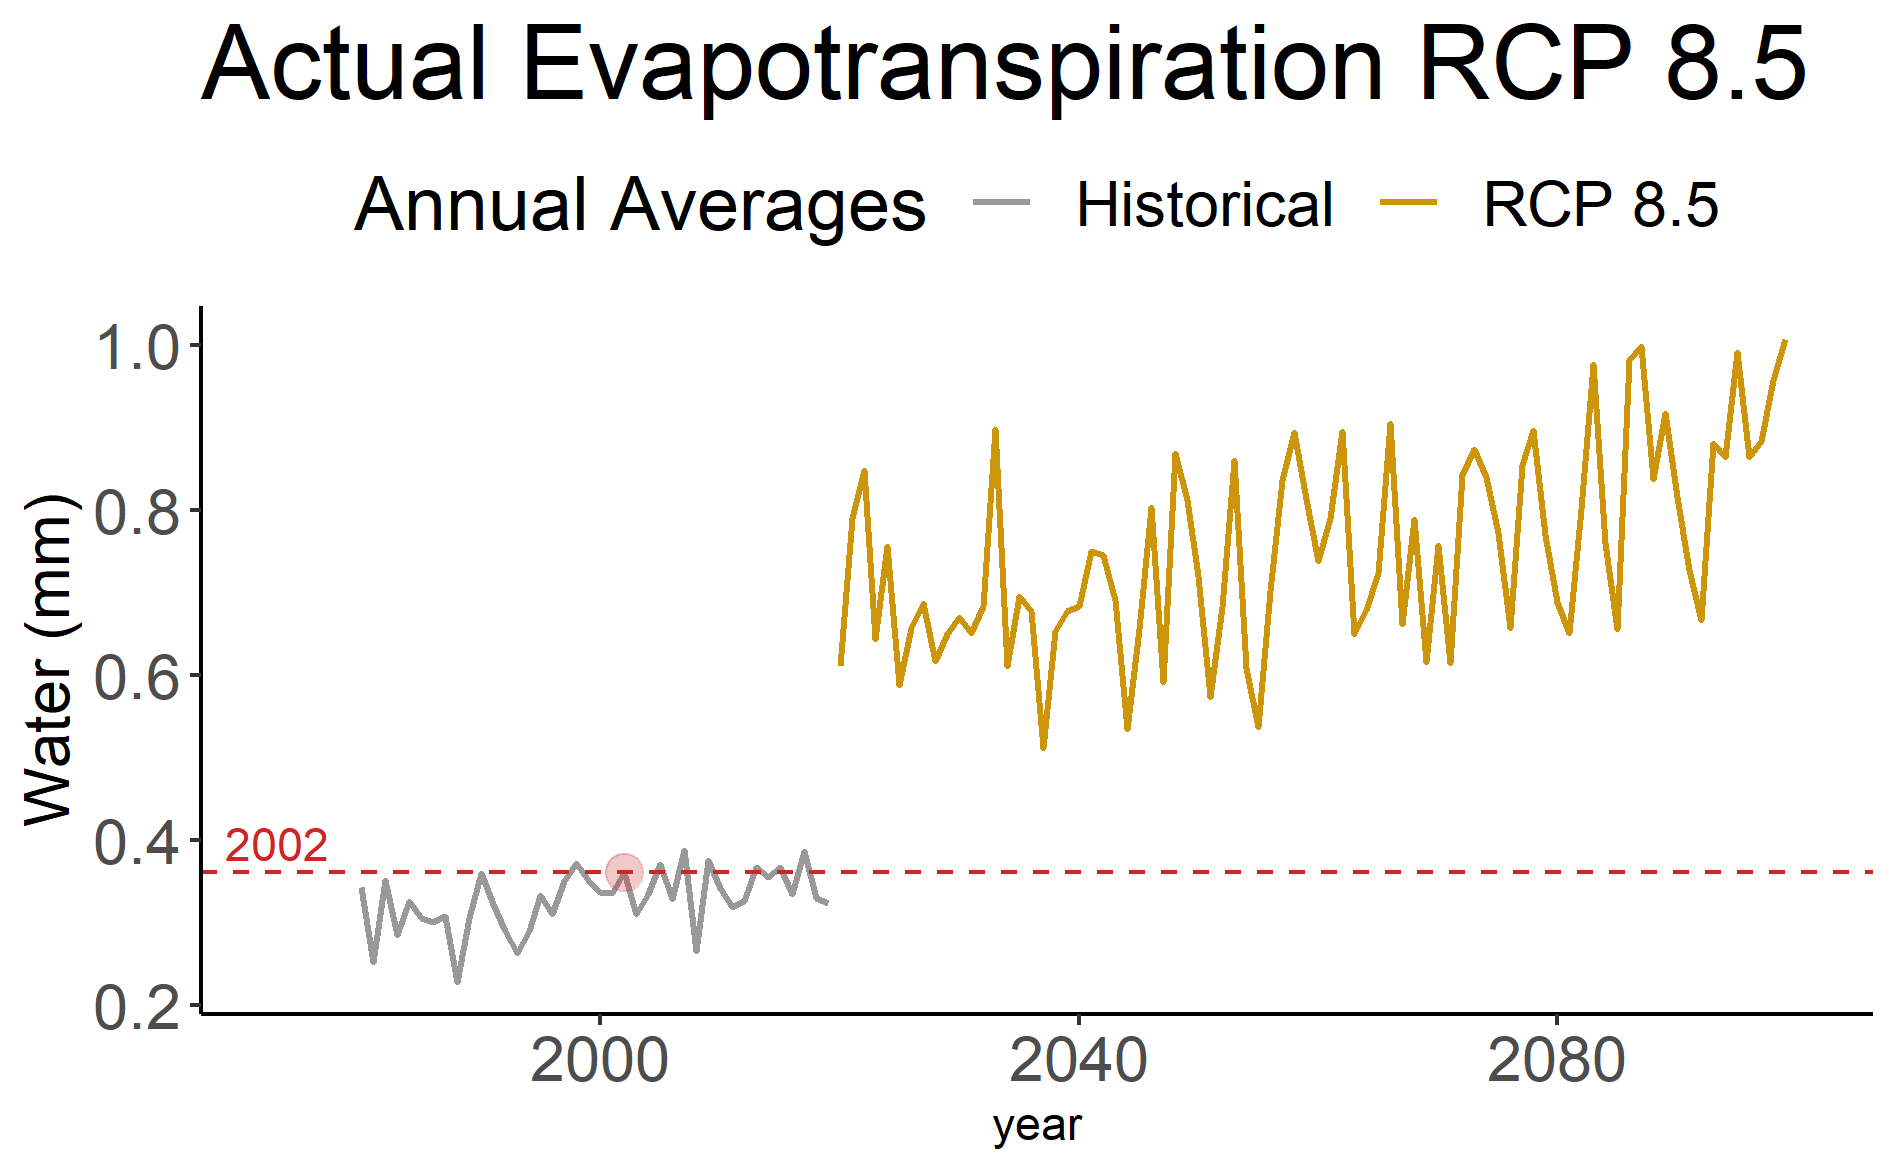 Actual Evapotranspiration RCP 8.5
Annual Averages Historical RCP 8.5
Water (mm)
1.0
0.8
0.6
0.4
0.2
2002
2000 2040 2080
year